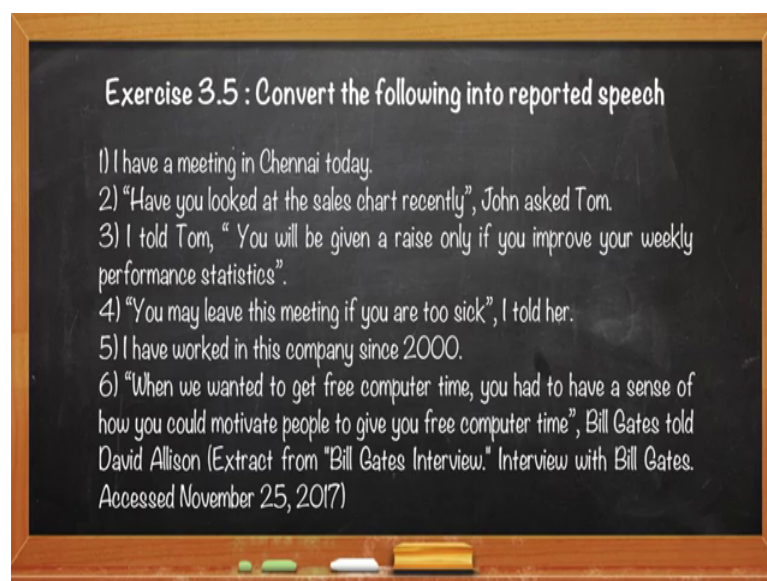 Exercise 3.5 : Convert the following into reported speech
1) I have a meeting in Chennai today.
2) “Have you looked at the sales chart recently”, John asked Tom.
3) I told Tom, “ You will be given a raise only if you improve your weekly
performance statistics”.
4) “You may leave this meeting if you are too sick”, I told her.
5) I have worked in this company since 2000.
6) “When we wanted to get free computer time, you had to have a sense of
how you could motivate people to give you free computer time”, Bill Gates told
David Allison (Extract from "Bill Gates Interview." Interview with Bill Gates.
Accessed November 25, 2017)